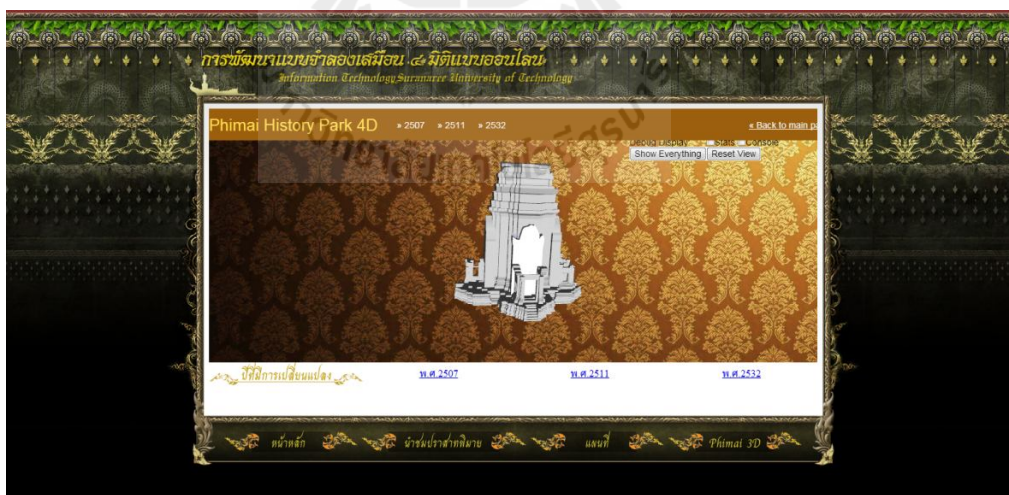 การพัฒนาแบบจำลองเสมือน ๔ มิติแบบออนไลน์
Information Technology,Suranaree University of Technology
Phimai History Park 4D » 2507 » 2511 » 2532 « Back to main pa
Debug Display Stats Console
Show Everything Reset View
ปีที่มีการเปลี่ยนแปลง พ.ศ.2507 พ.ศ.2511 พ.ศ.2532
หน้าหลัก นำชมปราสาทพิมาย แผนที่ Phimai 3D